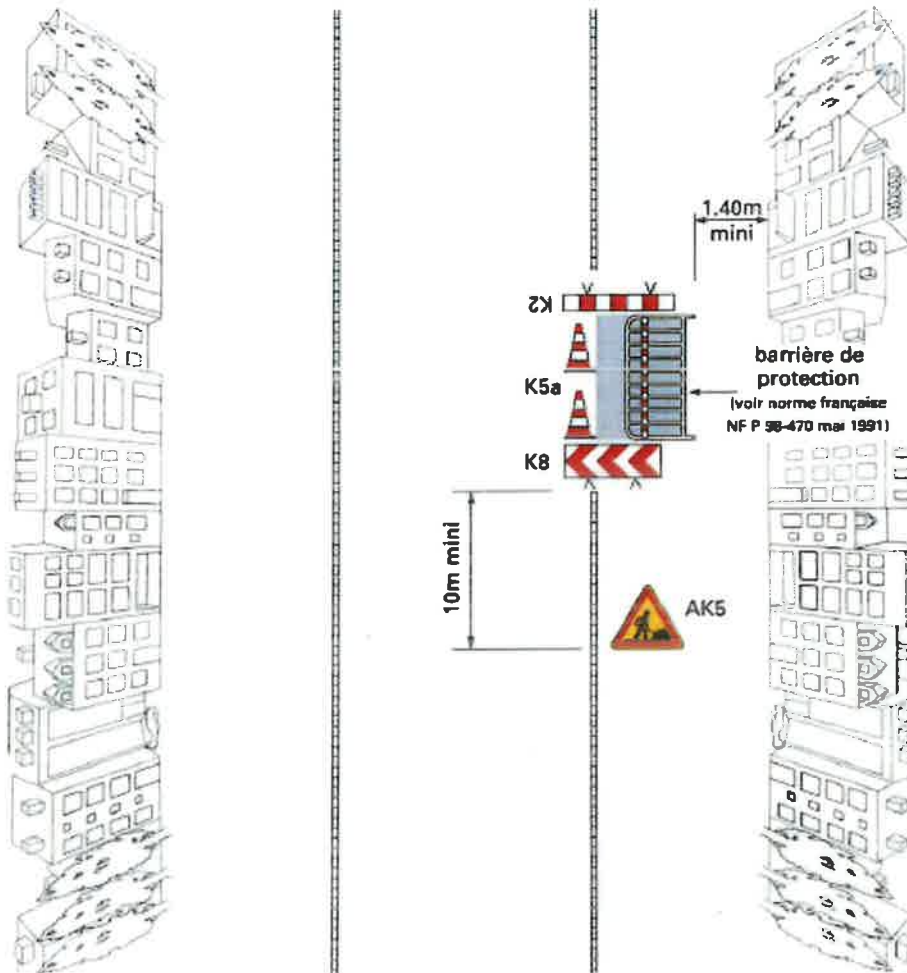 1.40m
mini
K2
K5a
barrière de
protection
(voir norme française
NF P 98-470 mai 1991)
K8
10m mini
AK5